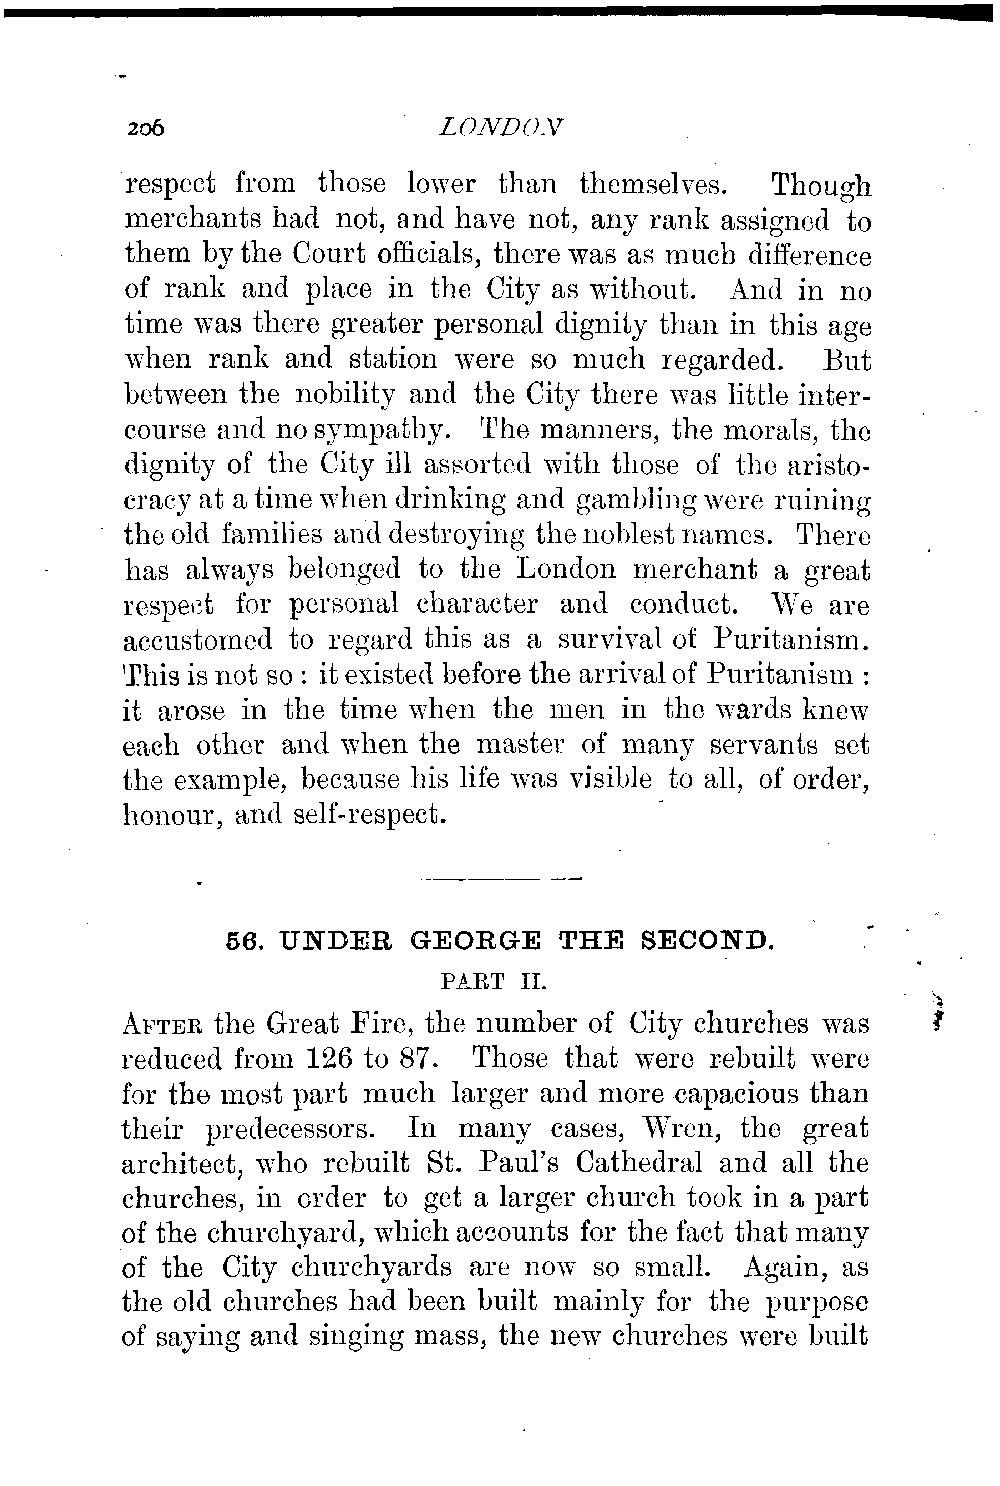 206 LONDON
respect from those lower than themselves. Though
merchants had not, and have not, any rank assigned to
them by the Court officials, there was as much difference
of rank and place in the City as without. And in no
time was there greater personal dignity than in this age
when rank and station were so much regarded. But
between the nobility and the City there was little inter-
course and no sympathy. The manners, the morals, the
dignity of the City ill assorted with those of the aristo-
cracy at a time when drinking and gambling were ruining
the old families and destroying the noblest names. There
has always belonged to the London merchant a great
respect for personal character and conduct. We are
accustomed to regard this as a survival of Puritanism.
This is not so : it existed before the arrival of Puritanism :
it arose in the time when the men in the wards knew
each other and when the master of many servants set
the example, because his life was visible to all, of order,
honour, and self-respect.
56. UNDER GEORGE THE SECOND.
PART II.
AFTER the Great Fire, the number of City churches was
reduced from 126 to 87. Those that were rebuilt were
for the most part much larger and more capacious than
their predecessors. In many cases, Wren, the great
architect, who rebuilt St. Paul's Cathedral and all the
churches, in order to get a larger church took in a part
of the churchyard, which accounts for the fact that many
of the City churchyards are now so small. Again, as
the old churches had been built mainly for the purpose
of saying and singing mass, the new churches were built